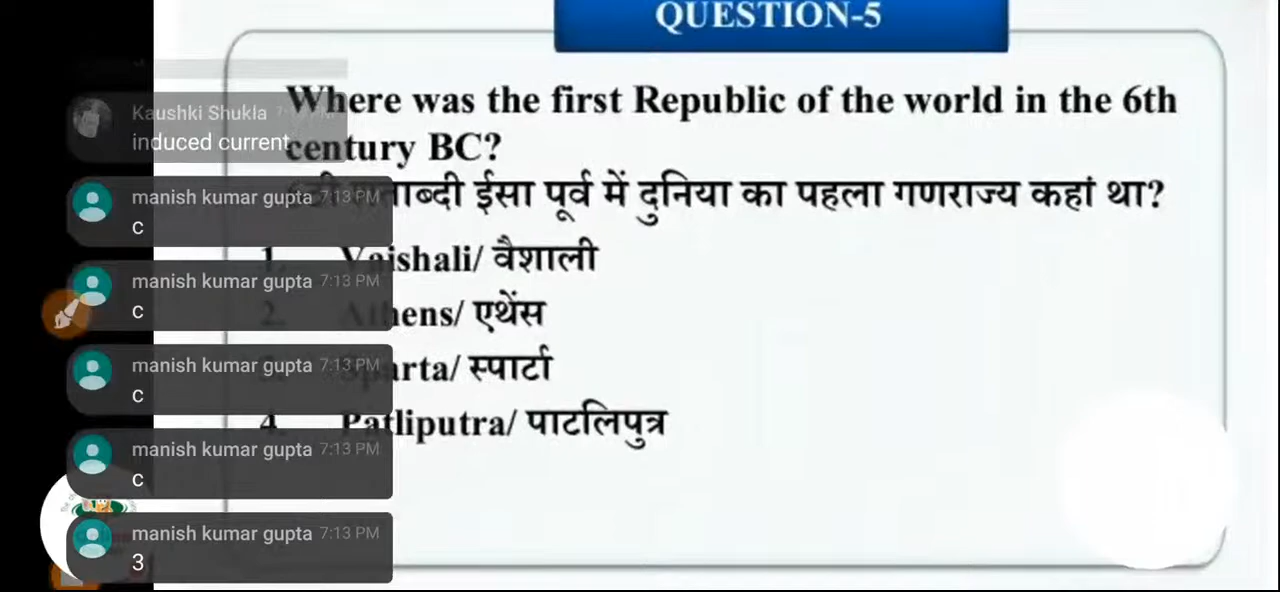 QUESTION-5
Where was the first Republic of the world in the 6th
century BC?
ईसा पूर्व में दुनिया का पहला गणराज्य कहां था?
1. Vaishali/ वैशाली
2. Athens/ एथेंस
Sparta/ स्पार्टा
4. Patliputra/ पाटलिपुत्र
Kaushki Shukla
induced current
manish kumar gupta 7:13 PM
c
manish kumar gupta 7:13 PM
c
manish kumar gupta 7:13 PM
c
manish kumar gupta 7:13 PM
c
manish kumar gupta 7:13 PM
3